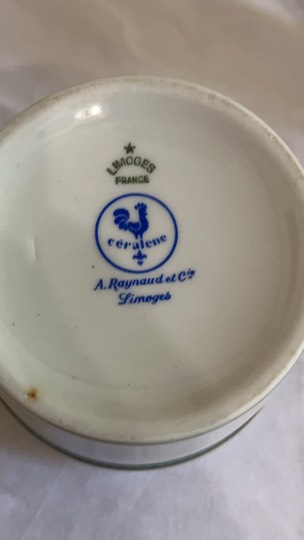 LIMOGES
FRANCE
céralene
A. Raynaud et Cie
Limoges